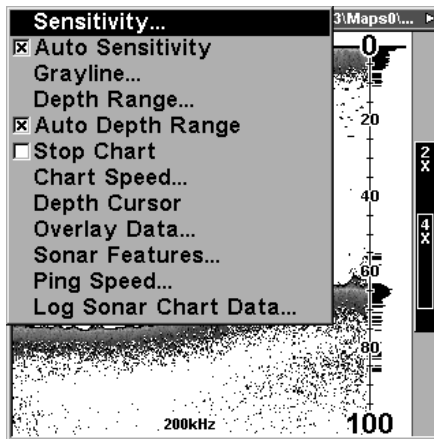 Sensitivity...
3\Maps0\...
Auto Sensitivity
Grayline...
Depth Range...
Auto Depth Range
Stop Chart
Chart Speed...
Depth Cursor
Overlay Data...
Sonar Features...
Ping Speed...
Log Sonar Chart Data...
0
20
40
60
80
100
2X
4X
200kHz